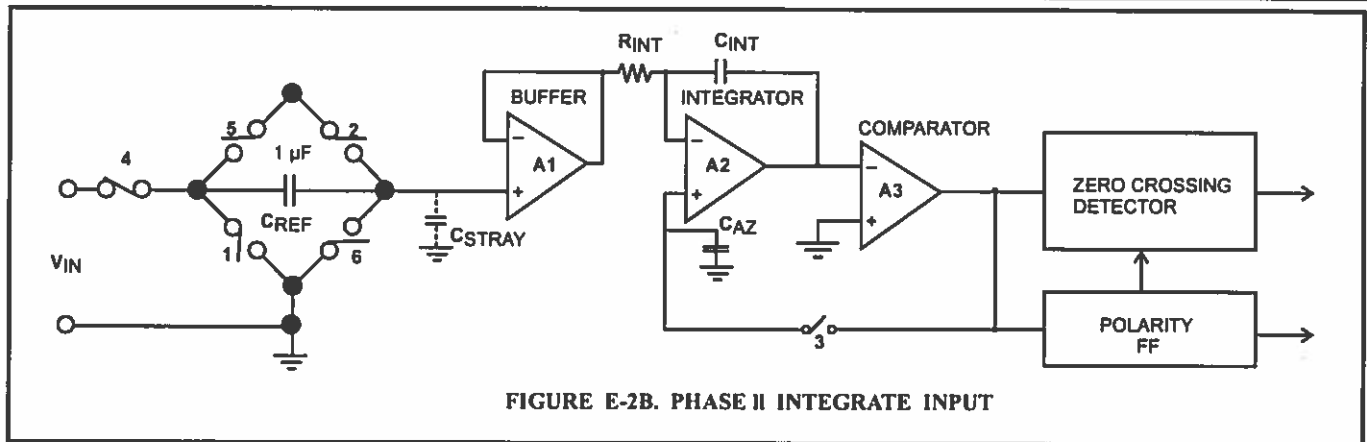 RINT
CINT
BUFFER
INTEGRATOR
COMPARATOR
5
2
4
1 µF
A1
A2
A3
ZERO CROSSING
DETECTOR
CREF
CSTRAY
CAZ
VIN
1
6
3
POLARITY
FF
FIGURE E-2B. PHASE II INTEGRATE INPUT